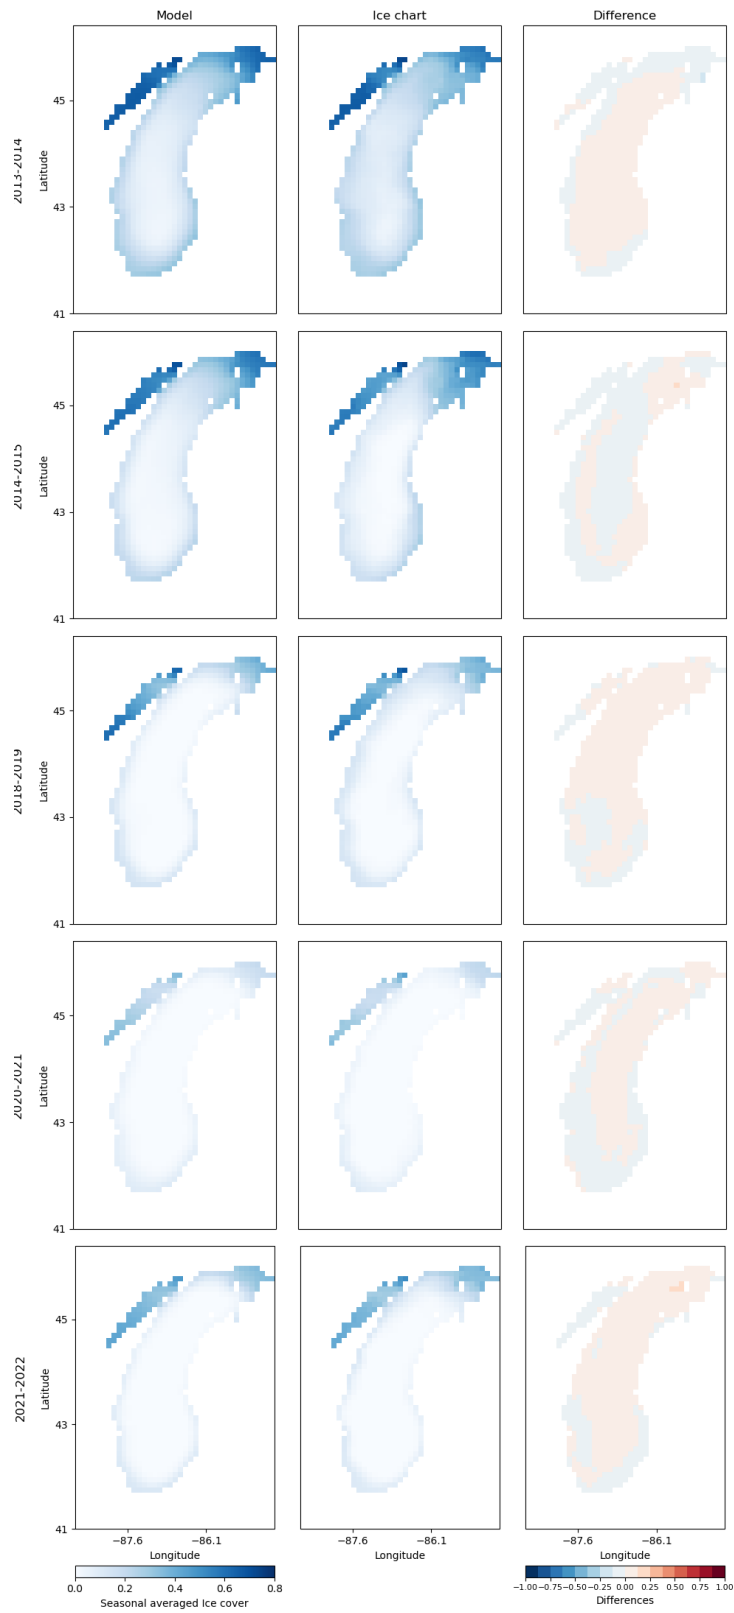 Model Ice chart Difference
45
43
41
Latitude
2013-2014
45
43
41
Latitude
2014-2015
45
43
41
Latitude
2018-2019
45
43
41
Latitude
2020-2021
45
43
41
Latitude
2021-2022
−87.6 −86.1 −87.6 −86.1 −87.6 −86.1
Longitude Longitude Longitude
0.0 0.2 0.4 0.6 0.8
Seasonal averaged Ice cover
−1.00 −0.75 −0.50 −0.25 0.00 0.25 0.50 0.75 1.00
Differences